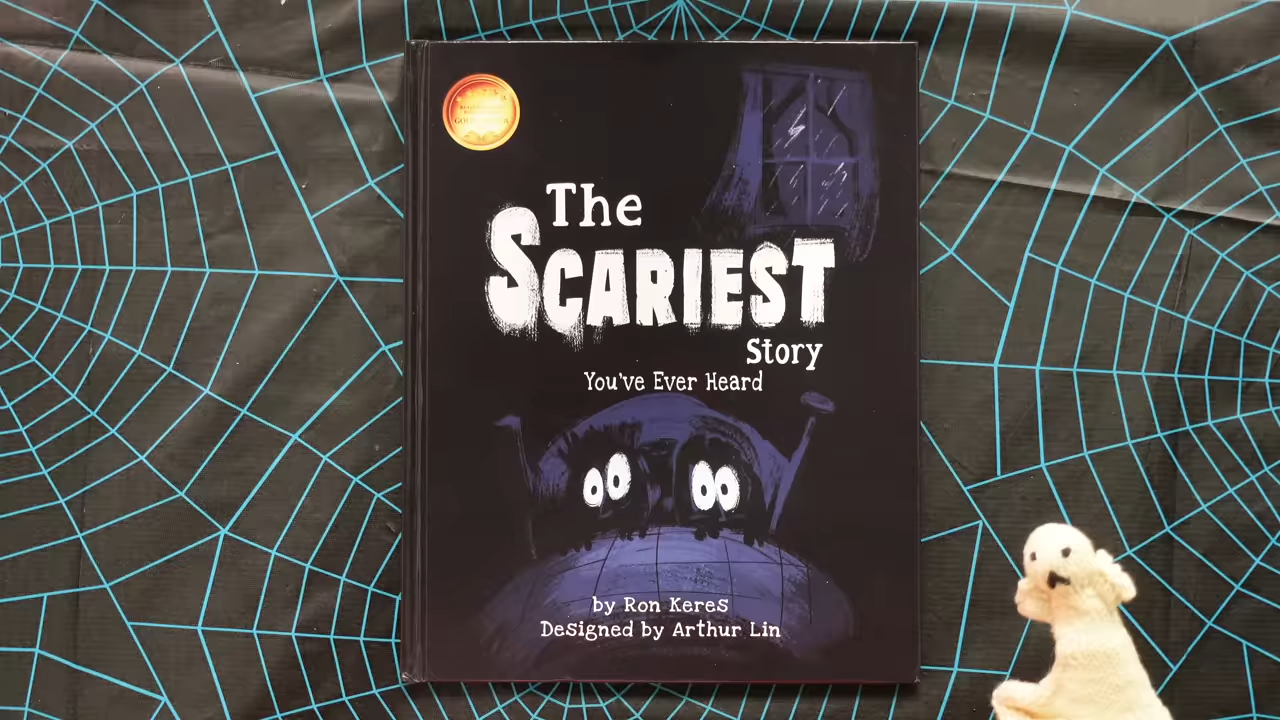 The
SCARIEST
Story
You've Ever Heard
by Ron Keres
Designed by Arthur Lin